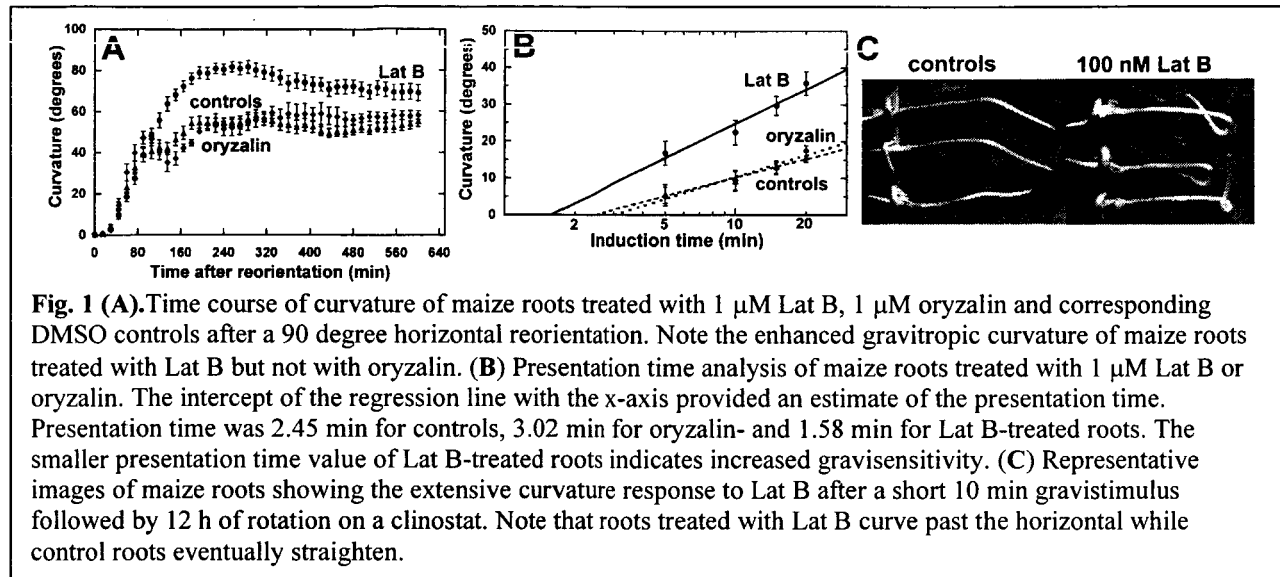 A
100
80
60
40
20
0
Curvature (degrees)
Lat B
controls
oryzalin
0 80 160 240 320 400 480 560 640
Time after reorientation (min)
B
50
40
30
20
10
0
Curvature (degrees)
Lat B
oryzalin
controls
2 5 10 20
Induction time (min)
C
controls 100 nM Lat B
Fig. 1 (A).Time course of curvature of maize roots treated with 1 μM Lat B, 1 μM oryzalin and corresponding
DMSO controls after a 90 degree horizontal reorientation. Note the enhanced gravitropic curvature of maize roots
treated with Lat B but not with oryzalin. (B) Presentation time analysis of maize roots treated with 1 μM Lat B or
oryzalin. The intercept of the regression line with the x-axis provided an estimate of the presentation time.
Presentation time was 2.45 min for controls, 3.02 min for oryzalin- and 1.58 min for Lat B-treated roots. The
smaller presentation time value of Lat B-treated roots indicates increased gravisensitivity. (C) Representative
images of maize roots showing the extensive curvature response to Lat B after a short 10 min gravistimulus
followed by 12 h of rotation on a clinostat. Note that roots treated with Lat B curve past the horizontal while
control roots eventually straighten.